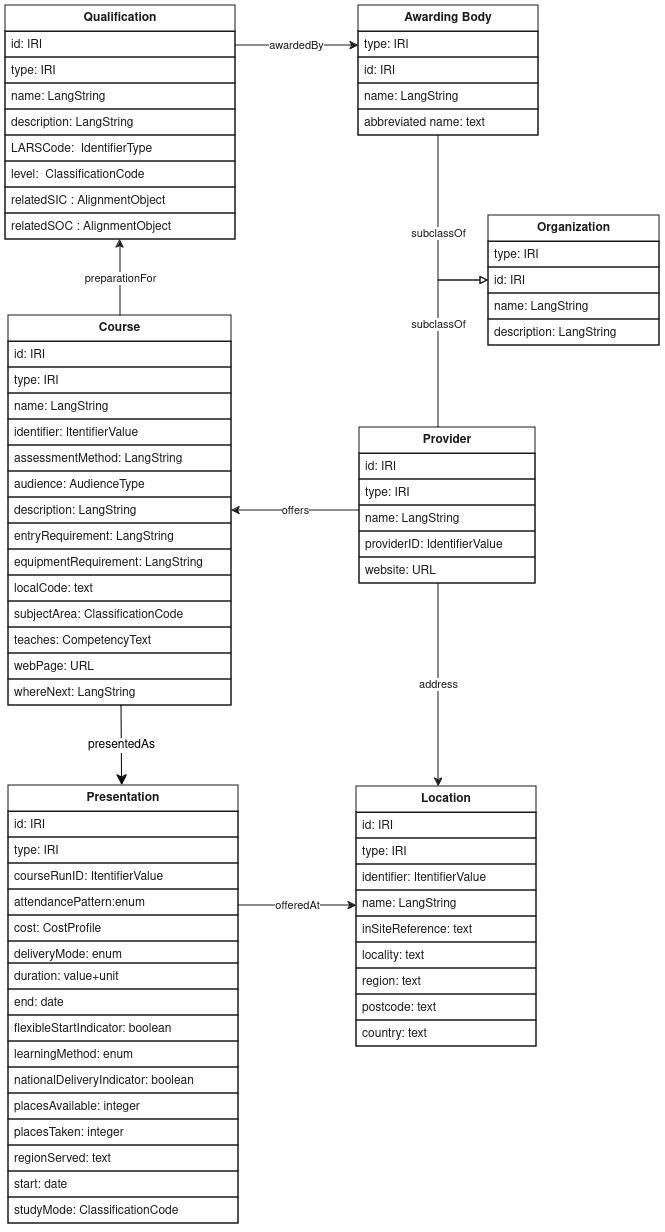 Qualification
id: IRI
type: IRI
name: LangString
description: LangString
LARSCode:  IdentifierType
level:  ClassificationCode
relatedSIC : AlignmentObject
relatedSOC : AlignmentObject
awardedBy
Awarding Body
type: IRI
id: IRI
name: LangString
abbreviated name: text
subclassOf
Organization
type: IRI
id: IRI
name: LangString
description: LangString
subclassOf
preparationFor
Course
id: IRI
type: IRI
name: LangString
identifier: ItentifierValue
assessmentMethod: LangString
audience: AudienceType
description: LangString
entryRequirement: LangString
equipmentRequirement: LangString
localCode: text
subjectArea: ClassificationCode
teaches: CompetencyText
webPage: URL
whereNext: LangString
offers
Provider
id: IRI
type: IRI
name: LangString
providerID: IdentifierValue
website: URL
address
presentedAs
Presentation
id: IRI
type: IRI
courseRunID: ItentifierValue
attendancePattern:enum
cost: CostProfile
deliveryMode: enum
duration: value+unit
end: date
flexibleStartIndicator: boolean
learningMethod: enum
nationalDeliveryIndicator: boolean
placesAvailable: integer
placesTaken: integer
regionServed: text
start: date
studyMode: ClassificationCode
offeredAt
Location
id: IRI
type: IRI
identifier: ItentifierValue
name: LangString
inSiteReference: text
locality: text
region: text
postcode: text
country: text